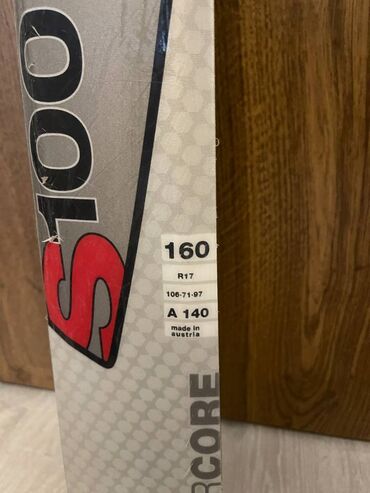 S100
160
R17
106-71-97
A 140
made in
austria
RCORE